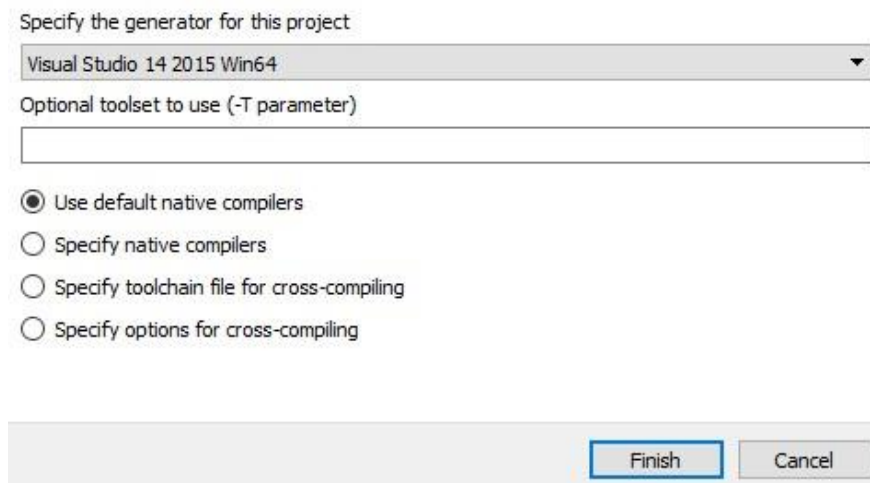 Specify the generator for this project
Visual Studio 14 2015 Win64
Optional toolset to use (-T parameter)
Use default native compilers
Specify native compilers
Specify toolchain file for cross-compiling
Specify options for cross-compiling
Finish Cancel